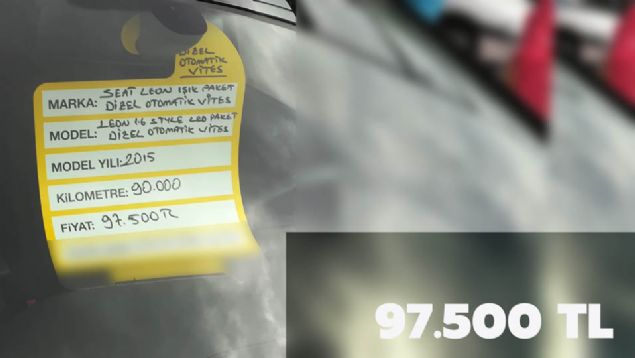 DİZEL
OTOMATİK
VİTES
MARKA: SEAT LEON IŞIK PAKET
DİZEL OTOMATİK VİTES
MODEL: LEON 1.6 STYLE LED PAKET
DİZEL OTOMATİK VİTES
MODEL YILI: 2015
KİLOMETRE: 90.000
FİYAT: 97.500 TL
97.500 TL